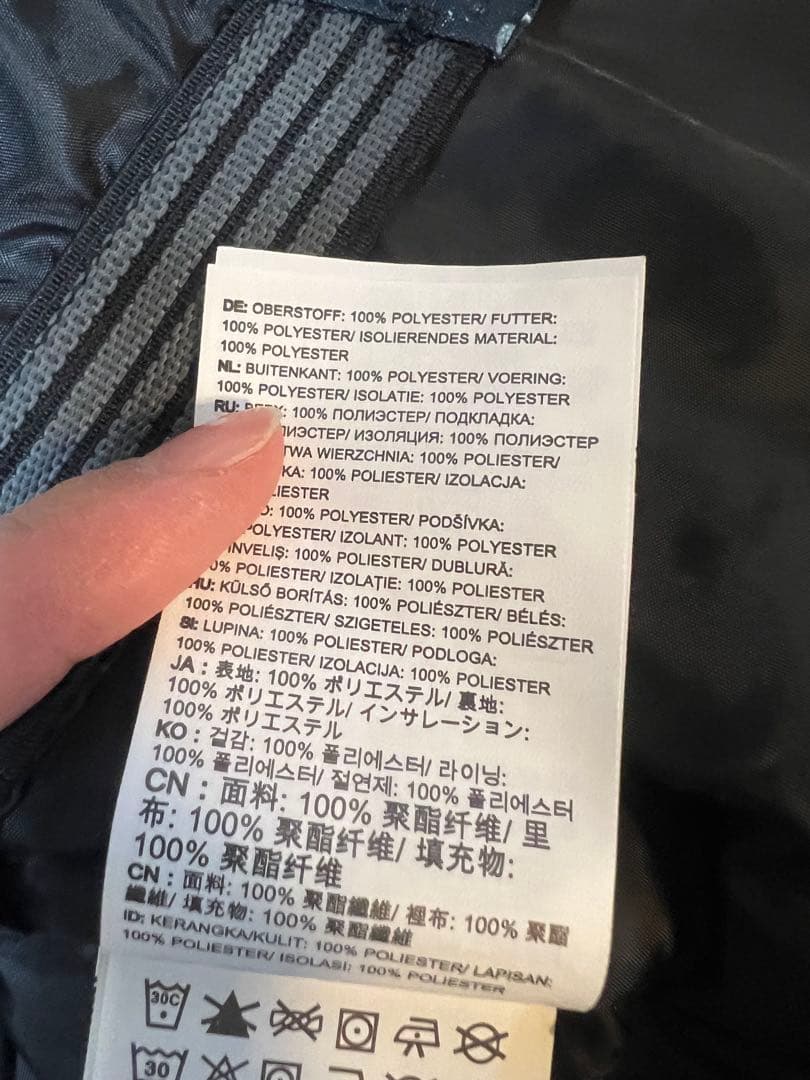 DE: OBERSTOFF: 100% POLYESTER/ FUTTER:
100% POLYESTER/ ISOLIERENDES MATERIAL:
100% POLYESTER
NL: BUITENKANT: 100% POLYESTER/ VOERING:
100% POLYESTER/ ISOLATIE: 100% POLYESTER
RU: 100% ПОЛИЭСТЕР/ ПОДКЛАДКА:
ИЗОЛЯЦИЯ: 100% ПОЛИЭСТЕР
WIERZCHNIA: 100% POLIESTER/
100% POLIESTER/ IZOLACJA:
100% POLYESTER/ PODŠÍVKA:
POLYESTER/ IZOLANT: 100% POLYESTER
INVELIȘ: 100% POLIESTER/ DUBLURĂ:
POLIESTER/ IZOLAȚIE: 100% POLIESTER
HU: KÜLSŐ BORÍTÁS: 100% POLIÉSZTER/ BÉLÉS:
100% POLIÉSZTER/ SZIGETELES: 100% POLIÉSZTER
SI: LUPINA: 100% POLIESTER/ PODLOGA:
100% POLIESTER/ IZOLACIJA: 100% POLIESTER
JA : 表地: 100% ポリエステル/ 裏地:
100% ポリエステル/ インサレーション:
100% ポリエステル
KO : 겉감: 100% 폴리에스터/ 라이닝:
100% 폴리에스터/ 절연제: 100% 폴리에스터
CN : 面料: 100% 聚酯纤维/ 里
布: 100% 聚酯纤维/ 填充物:
100% 聚酯纤维
CN : 面料: 100% 聚酯纖維/ 裡布: 100% 聚酯
纖維/ 填充物: 100% 聚酯纖維
ID: KERANGKA/KULIT: 100% POLIESTER/ LAPISAN:
100% POLIESTER/ ISOLASI: 100% POLIESTER
30C
30